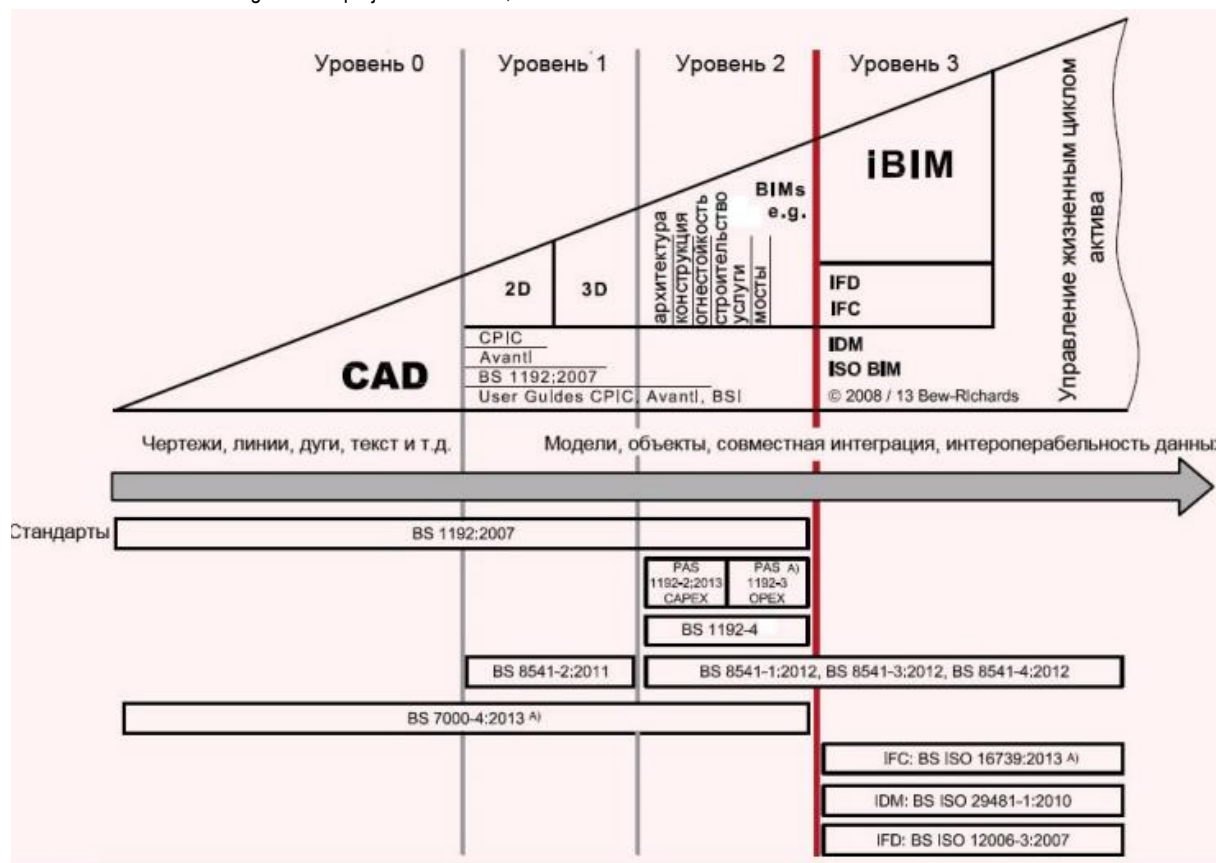 Уровень 0
Уровень 1
Уровень 2
Уровень 3
CAD
2D
3D
BIMs
e.g.
архитектура
конструкция
огнестойкость
строительство
услуги
мосты
iBIM
IFD
IFC
IDM
ISO BIM
© 2008 / 13 Bew-Richards
Управление жизненным циклом
актива
CPIC
Avanti
BS 1192:2007
User Guides CPIC, Avanti, BSI
Чертежи, линии, дуги, текст и т.д.
Модели, объекты, совместная интеграция, интероперабельность данных
Стандарты
BS 1192:2007
PAS
1192-2:2013
CAPEX
PAS A)
1192-3
OPEX
BS 1192-4
BS 8541-2:2011
BS 8541-1:2012, BS 8541-3:2012, BS 8541-4:2012
BS 7000-4:2013 A)
IFC: BS ISO 16739:2013 A)
IDM: BS ISO 29481-1:2010
IFD: BS ISO 12006-3:2007